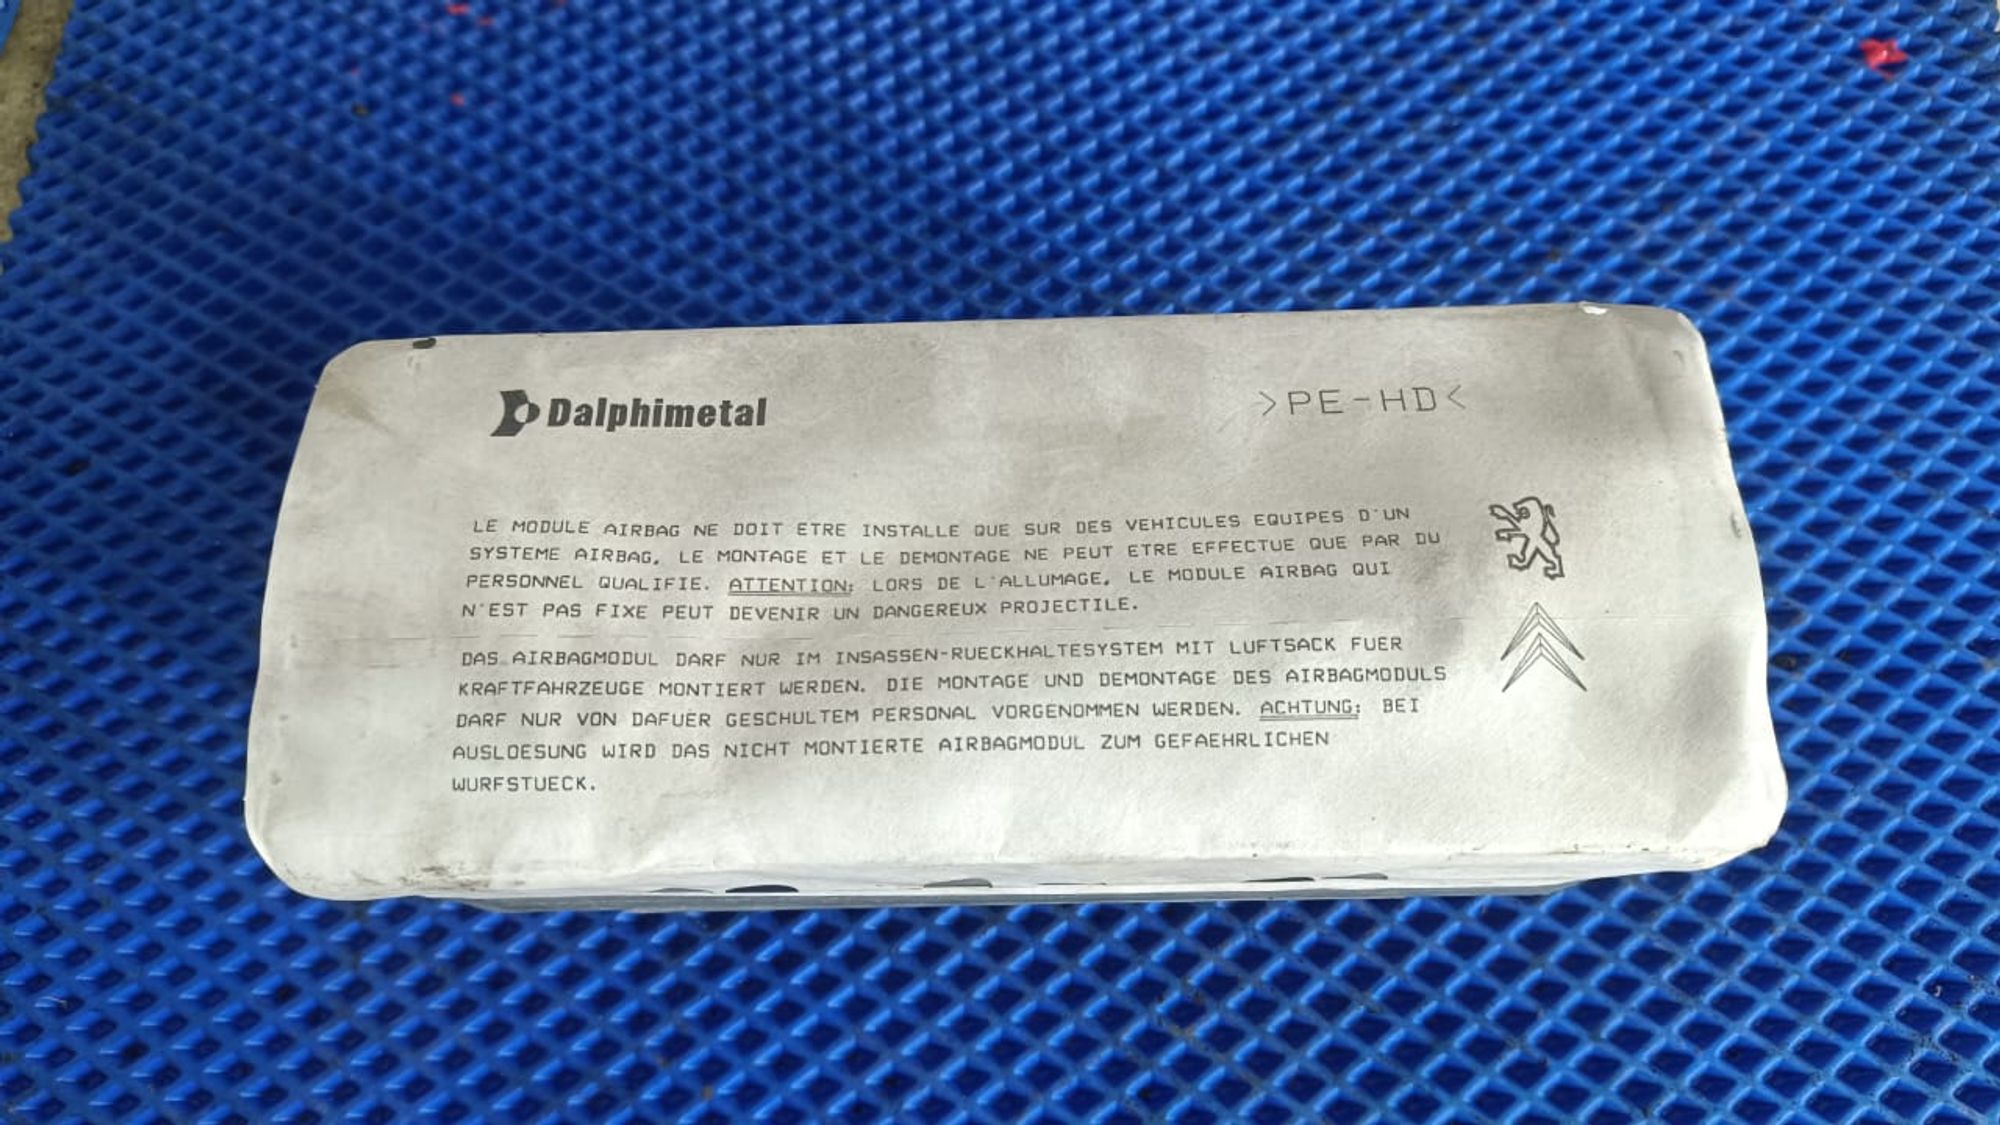 Dalphimetal
>PE-HD<
LE MODULE AIRBAG NE DOIT ETRE INSTALLE QUE SUR DES VEHICULES EQUIPES D'UN
SYSTEME AIRBAG, LE MONTAGE ET LE DEMONTAGE NE PEUT ETRE EFFECTUE QUE PAR DU
PERSONNEL QUALIFIE. ATTENTION: LORS DE L'ALLUMAGE, LE MODULE AIRBAG QUI
N'EST PAS FIXE PEUT DEVENIR UN DANGEREUX PROJECTILE.
DAS AIRBAGMODUL DARF NUR IM INSASSEN-RUECKHALTESYSTEM MIT LUFTSACK FUER
KRAFTFAHRZEUGE MONTIERT WERDEN. DIE MONTAGE UND DEMONTAGE DES AIRBAGMODULS
DARF NUR VON DAFUER GESCHULTEM PERSONAL VORGENOMMEN WERDEN. ACHTUNG: BEI
AUSLOESUNG WIRD DAS NICHT MONTIERTE AIRBAGMODUL ZUM GEFAEHRLICHEN
WURFSTUECK.